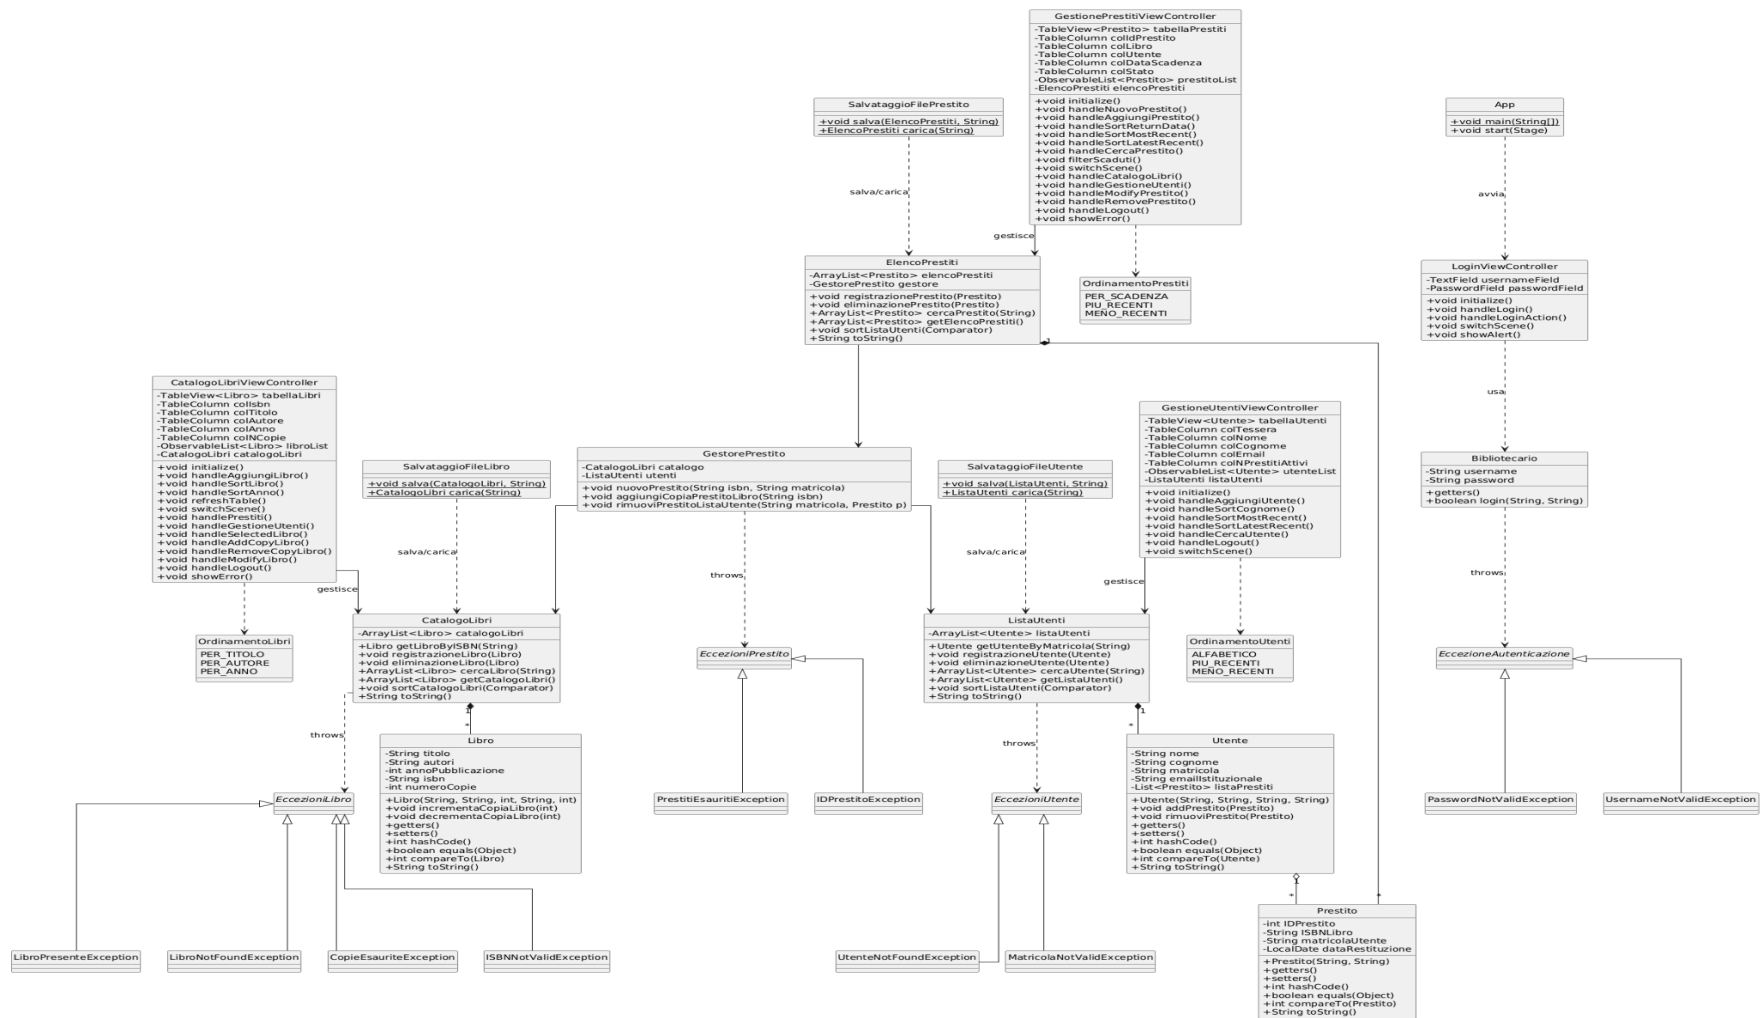 GestionePrestitiViewController
-TableView<Prestito> tabellaPrestiti
-TableColumn colIdPrestito
-TableColumn colLibro
-TableColumn colUtente
-TableColumn colDataScadenza
-TableColumn colStato
-ObservableList<Prestito> prestitoList
-ElencoPrestiti elencoPrestiti
+void initialize()
+void handleNuovoPrestito()
+void handleAggiungiPrestito()
+void handleSortReturnData()
+void handleSortMostRecent()
+void handleSortLatestRecent()
+void handleCercaPrestito()
+void filterScaduti()
+void switchScene()
+void handleCatalogoLibri()
+void handleGestioneUtenti()
+void handleModifyPrestito()
+void handleRemovePrestito()
+void handleLogout()
+void showError()
SalvataggioFilePrestito
+void salva(ElencoPrestiti, String)
+ElencoPrestiti carica(String)
App
+void main(String[])
+void start(Stage)
salva/carica
avvia
gestisce
ElencoPrestiti
-ArrayList<Prestito> elencoPrestiti
-GestorePrestito gestore
+void registrazionePrestito(Prestito)
+void eliminazionePrestito(Prestito)
+ArrayList<Prestito> cercaPrestito(String)
+ArrayList<Prestito> getElencoPrestiti()
+void sortListaUtenti(Comparator)
+String toString()
1
OrdinamentoPrestiti
PER_SCADENZA
PIU_RECENTI
MENO_RECENTI
LoginViewController
-TextField usernameField
-PasswordField passwordField
+void initialize()
+void handleLogin()
+void handleLoginAction()
+void switchScene()
+void showAlert()
usa
CatalogoLibriViewController
-TableView<Libro> tabellaLibri
-TableColumn colIsbn
-TableColumn colTitolo
-TableColumn colAutore
-TableColumn colAnno
-TableColumn colNCopie
-ObservableList<Libro> libroList
-CatalogoLibri catalogoLibri
+void initialize()
+void handleAggiungiLibro()
+void handleSortLibro()
+void handleSortAnno()
+void refreshTable()
+void switchScene()
+void handlePrestiti()
+void handleGestioneUtenti()
+void handleSelectedLibro()
+void handleAddCopyLibro()
+void handleRemoveCopyLibro()
+void handleModifyLibro()
+void handleLogout()
+void showError()
gestisce
SalvataggioFileLibro
+void salva(CatalogoLibri, String)
+CatalogoLibri carica(String)
salva/carica
GestorePrestito
-CatalogoLibri catalogo
-ListaUtenti utenti
+void nuovoPrestito(String isbn, String matricola)
+void aggiungiCopiaPrestitoLibro(String isbn)
+void rimuoviPrestitoListaUtente(String matricola, Prestito p)
throws
SalvataggioFileUtente
+void salva(ListaUtenti, String)
+ListaUtenti carica(String)
salva/carica
GestioneUtentiViewController
-TableView<Utente> tabellaUtenti
-TableColumn colTessera
-TableColumn colNome
-TableColumn colCognome
-TableColumn colEmail
-TableColumn colNPrestitiAttivi
-ObservableList<Utente> utenteList
-ListaUtenti listaUtenti
+void initialize()
+void handleAggiungiUtente()
+void handleSortCognome()
+void handleSortMostRecent()
+void handleSortLatestRecent()
+void handleCercaUtente()
+void handleLogout()
+void switchScene()
gestisce
Bibliotecario
-String username
-String password
+getters()
+boolean login(String, String)
throws
OrdinamentoLibri
PER_TITOLO
PER_AUTORE
PER_ANNO
CatalogoLibri
-ArrayList<Libro> catalogoLibri
+Libro getLibroByISBN(String)
+void registrazioneLibro(Libro)
+void eliminazioneLibro(Libro)
+ArrayList<Libro> cercaLibro(String)
+ArrayList<Libro> getCatalogoLibri()
+void sortCatalogoLibri(Comparator)
+String toString()
1
*
throws
EccezioniPrestito
ListaUtenti
-ArrayList<Utente> listaUtenti
+Utente getUtenteByMatricola(String)
+void registrazioneUtente(Utente)
+void eliminazioneUtente(Utente)
+ArrayList<Utente> cercaUtente(String)
+ArrayList<Utente> getListaUtenti()
+void sortListaUtenti(Comparator)
+String toString()
1
*
throws
OrdinamentoUtenti
ALFABETICO
PIU_RECENTI
MENO_RECENTI
EccezioneAutenticazione
Libro
-String titolo
-String autori
-int annoPubblicazione
-String isbn
-int numeroCopie
+Libro(String, String, int, String, int)
+void incrementaCopiaLibro(int)
+void decrementaCopiaLibro(int)
+getters()
+setters()
+int hashCode()
+boolean equals(Object)
+int compareTo(Libro)
+String toString()
Utente
-String nome
-String cognome
-String matricola
-String emailIstituzionale
-List<Prestito> listaPrestiti
+Utente(String, String, String, String)
+void addPrestito(Prestito)
+void rimuoviPrestito(Prestito)
+getters()
+setters()
+int hashCode()
+boolean equals(Object)
+int compareTo(Utente)
+String toString()
1
*
*
EccezioniLibro
PrestitiEsauritiException
IDPrestitoException
EccezioniUtente
PasswordNotValidException
UsernameNotValidException
LibroPresenteException
LibroNotFoundException
CopieEsauriteException
ISBNNotValidException
UtenteNotFoundException
MatricolaNotValidException
Prestito
-int IDPrestito
-String ISBNLibro
-String matricolaUtente
-LocalDate dataRestituzione
+Prestito(String, String)
+getters()
+setters()
+int hashCode()
+boolean equals(Object)
+int compareTo(Prestito)
+String toString()